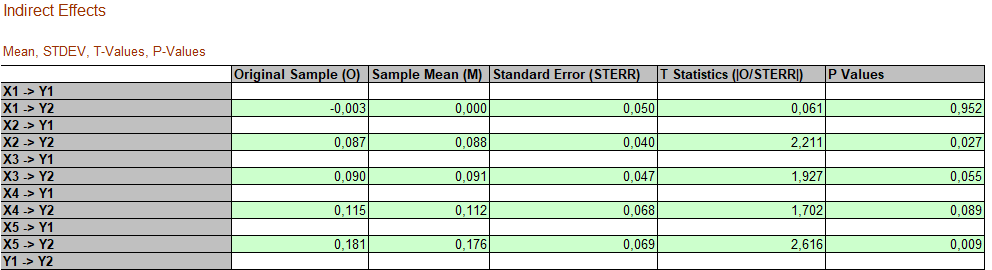 Indirect Effects
Mean, STDEV, T-Values, P-Values
Original Sample (O) Sample Mean (M) Standard Error (STERR) T Statistics (|O/STERR|) P Values
X1 -> Y1
X1 -> Y2 -0,003 0,000 0,050 0,061 0,952
X2 -> Y1
X2 -> Y2 0,087 0,088 0,040 2,211 0,027
X3 -> Y1
X3 -> Y2 0,090 0,091 0,047 1,927 0,055
X4 -> Y1
X4 -> Y2 0,115 0,112 0,068 1,702 0,089
X5 -> Y1
X5 -> Y2 0,181 0,176 0,069 2,616 0,009
Y1 -> Y2